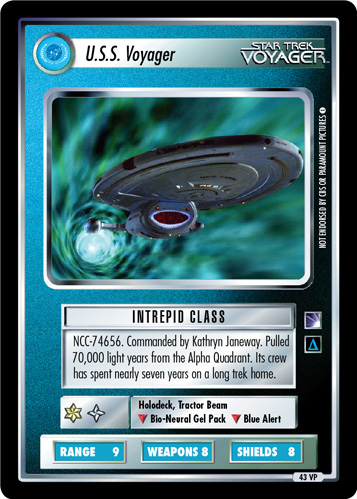 U.S.S. Voyager
STAR TREK
VOYAGER
NOT ENDORSED BY CBS OR PARAMOUNT PICTURES
INTREPID CLASS
NCC-74656. Commanded by Kathryn Janeway. Pulled
70,000 light years from the Alpha Quadrant. Its crew
has spent nearly seven years on a long trek home.
Δ
Holodeck, Tractor Beam
Bio-Neural Gel Pack Blue Alert
RANGE 9 WEAPONS 8 SHIELDS 8
43 VP